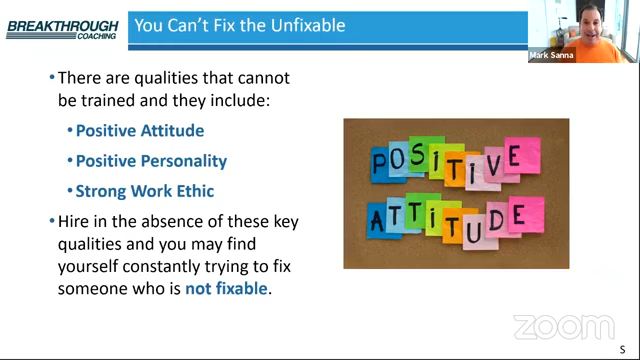 BREAKTHROUGH
COACHING
You Can’t Fix the Unfixable
Mark Sanna
• There are qualities that cannot
be trained and they include:
• Positive Attitude
• Positive Personality
• Strong Work Ethic
• Hire in the absence of these key
qualities and you may find
yourself constantly trying to fix
someone who is not fixable.
POSiTiVE
ATTiTUDE
zoom
S